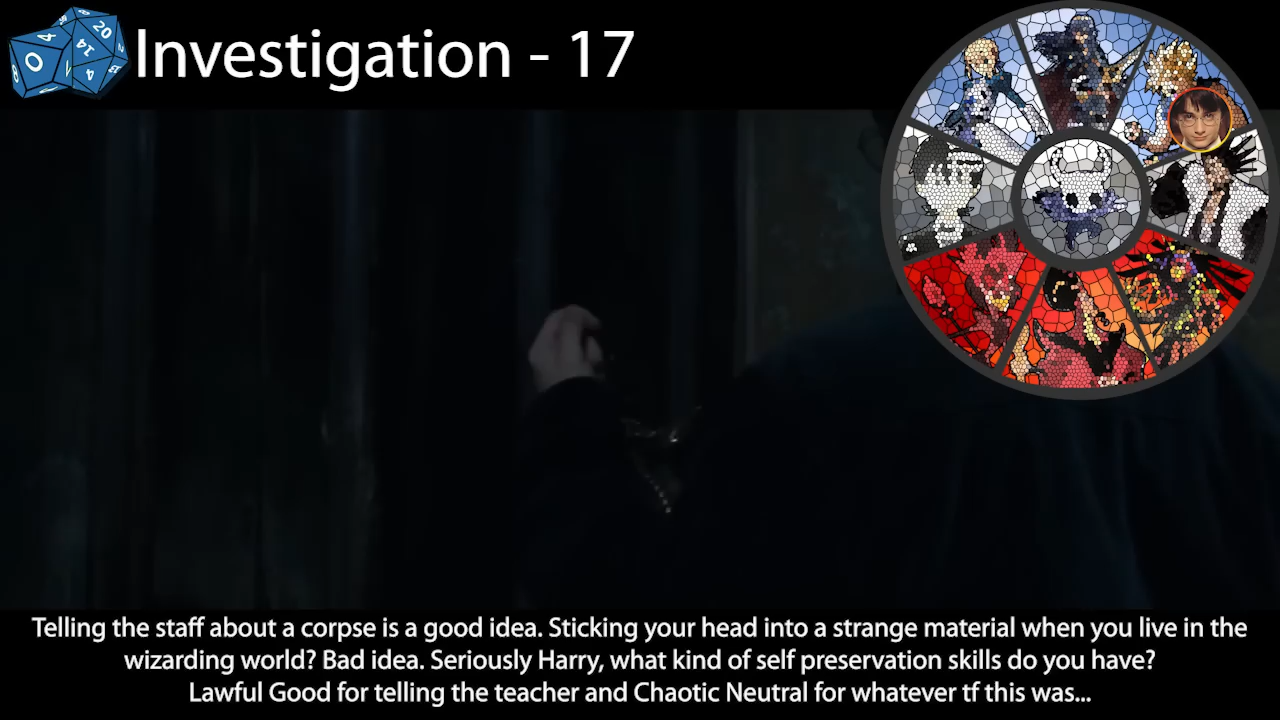 Investigation - 17
Telling the staff about a corpse is a good idea. Sticking your head into a strange material when you live in the
wizarding world? Bad idea. Seriously Harry, what kind of self preservation skills do you have?
Lawful Good for telling the teacher and Chaotic Neutral for whatever tf this was...